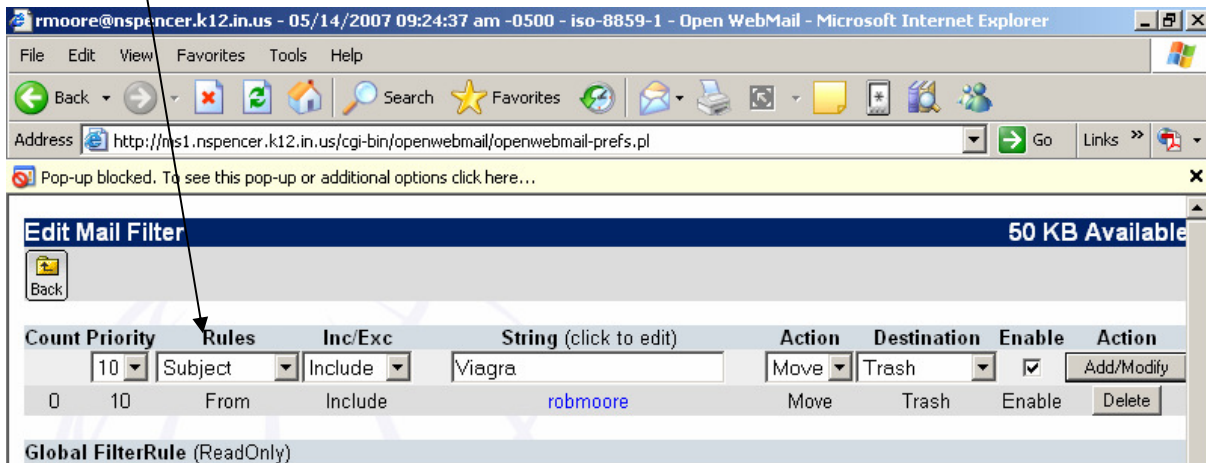 rmoore@nspencer.k12.in.us - 05/14/2007 09:24:37 am -0500 - iso-8859-1 - Open WebMail - Microsoft Internet Explorer
File Edit View Favorites Tools Help
Back Search Favorites
Address http://ms1.nspencer.k12.in.us/cgi-bin/openwebmail/openwebmail-prefs.pl Go Links »
Pop-up blocked. To see this pop-up or additional options click here...
Edit Mail Filter 50 KB Available
Back
Count Priority Rules Inc/Exc String (click to edit) Action Destination Enable Action
10 Subject Include Viagra Move Trash Add/Modify
0 10 From Include robmoore Move Trash Enable Delete
Global FilterRule (ReadOnly)